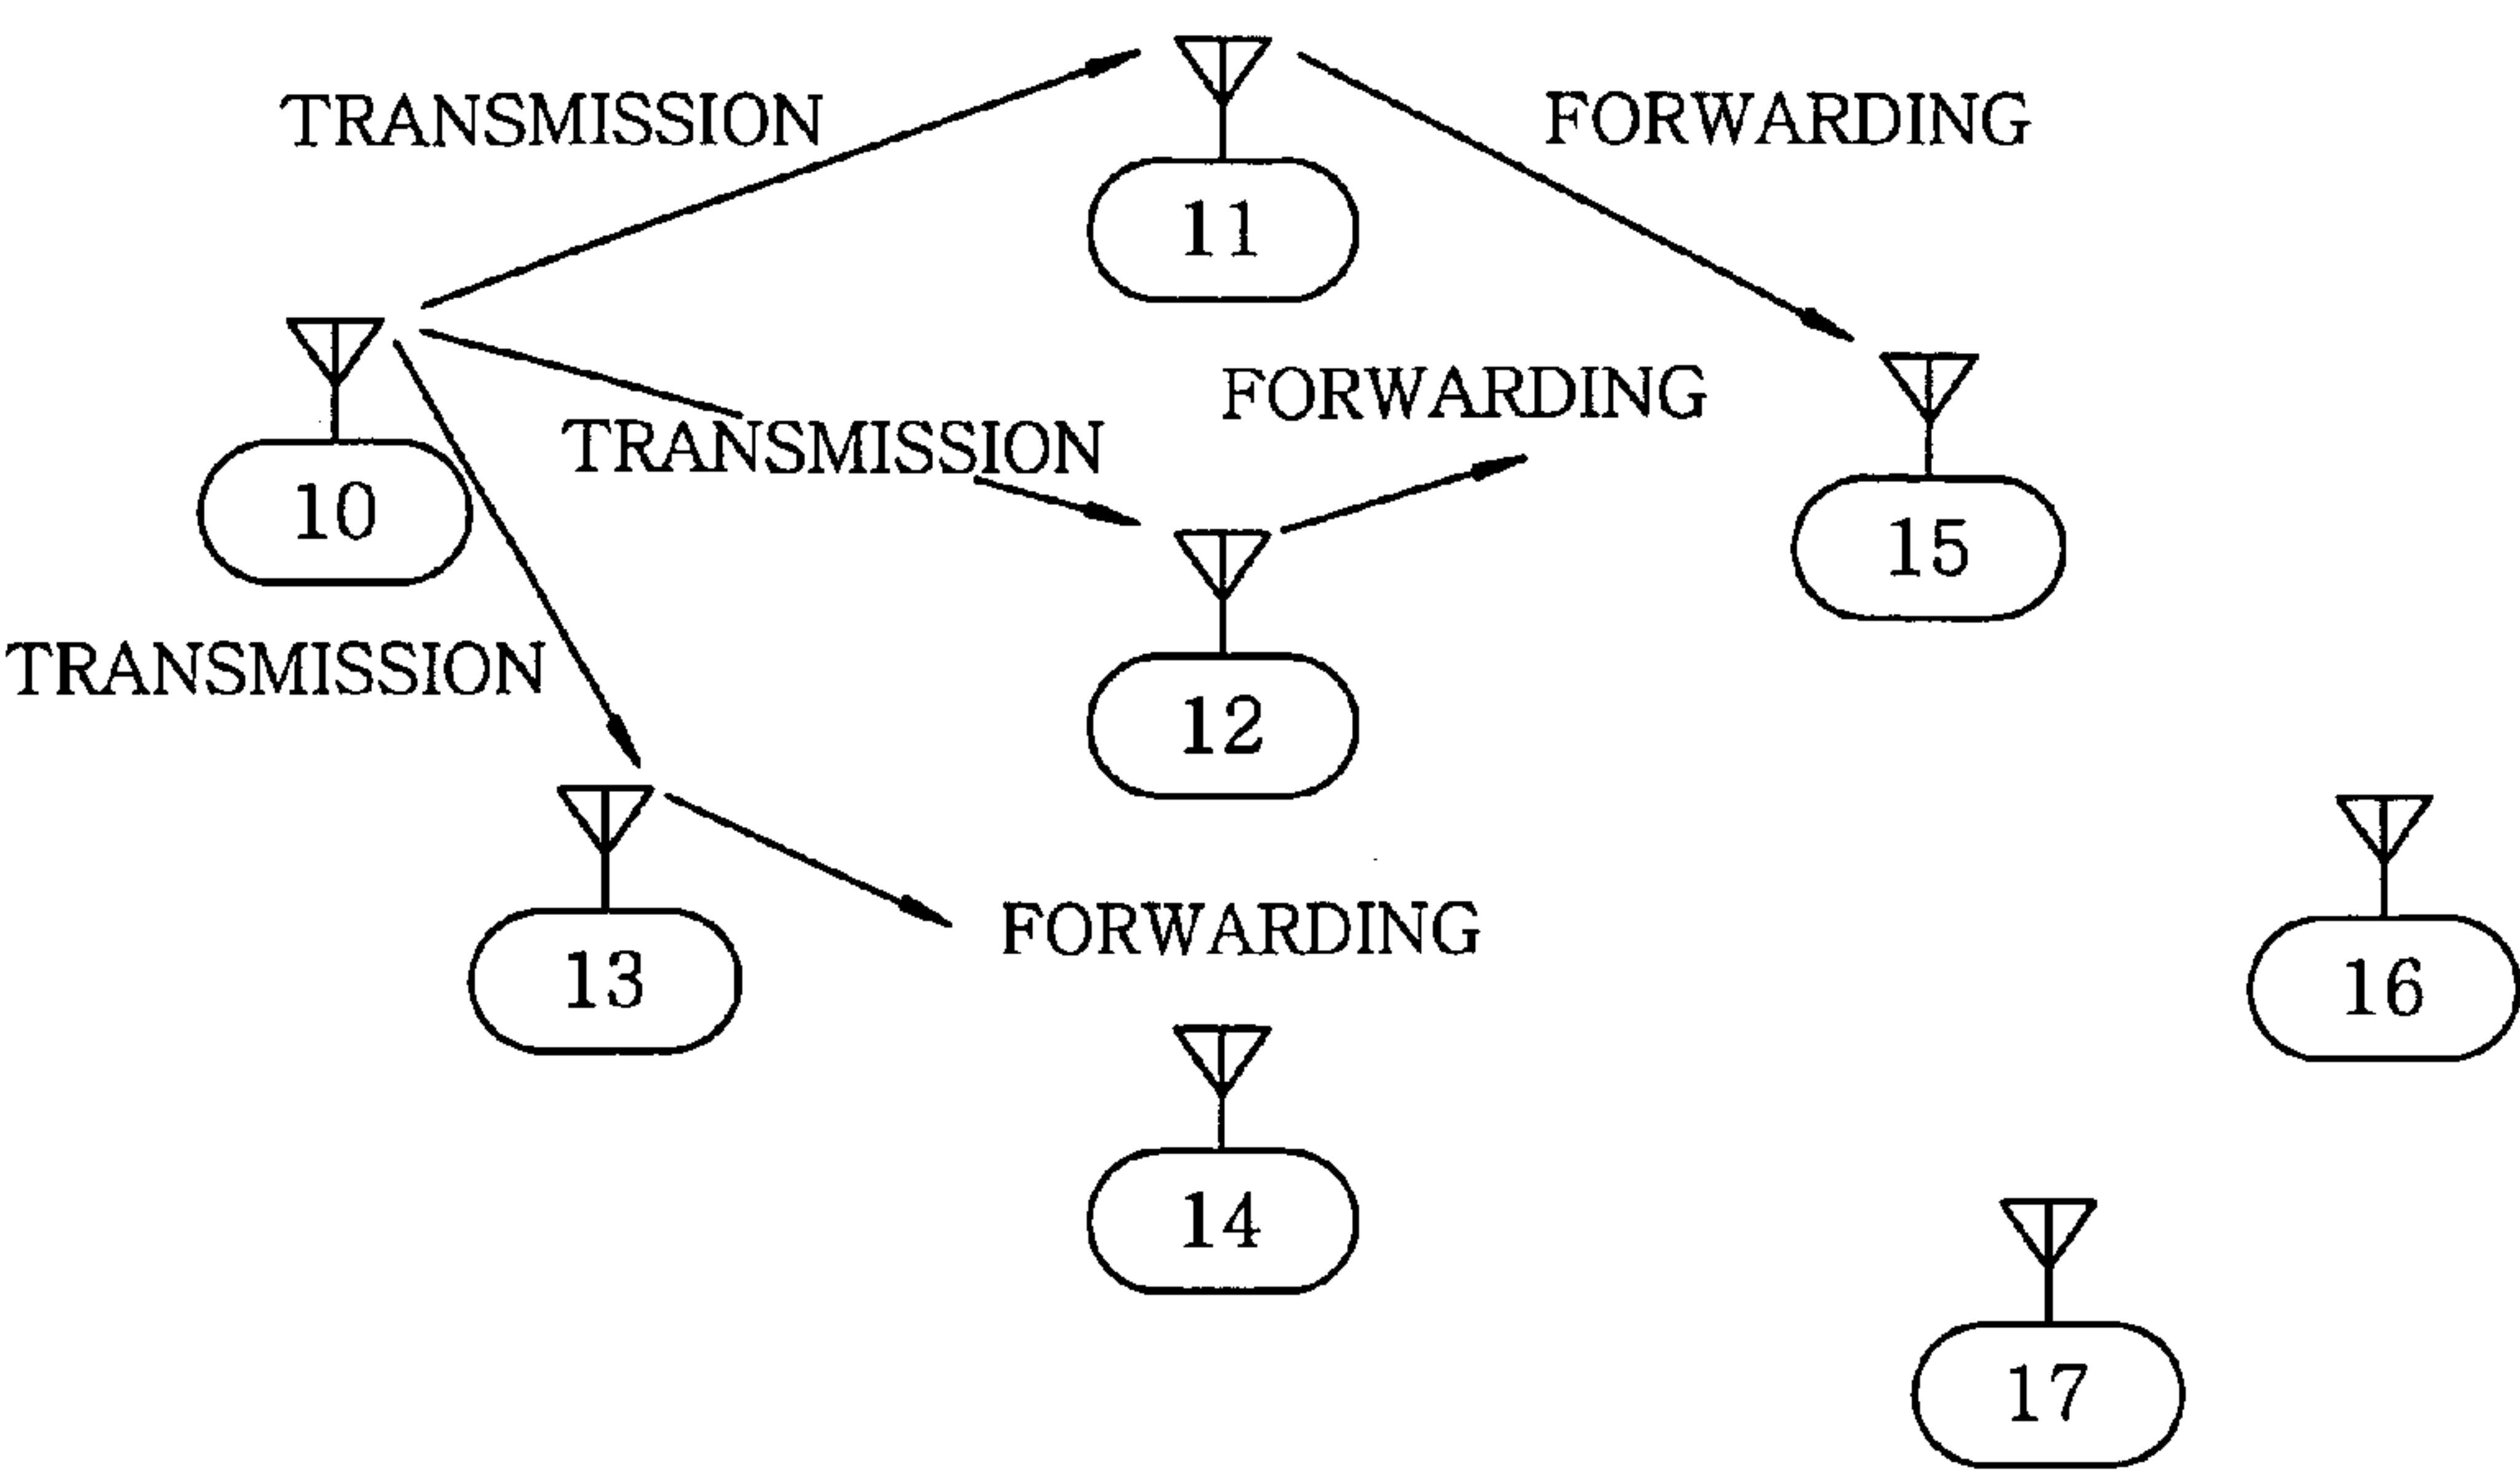 TRANSMISSION
FORWARDING
11
FORWARDING
TRANSMISSION
10
15
TRANSMISSION
12
13
FORWARDING
16
14
17